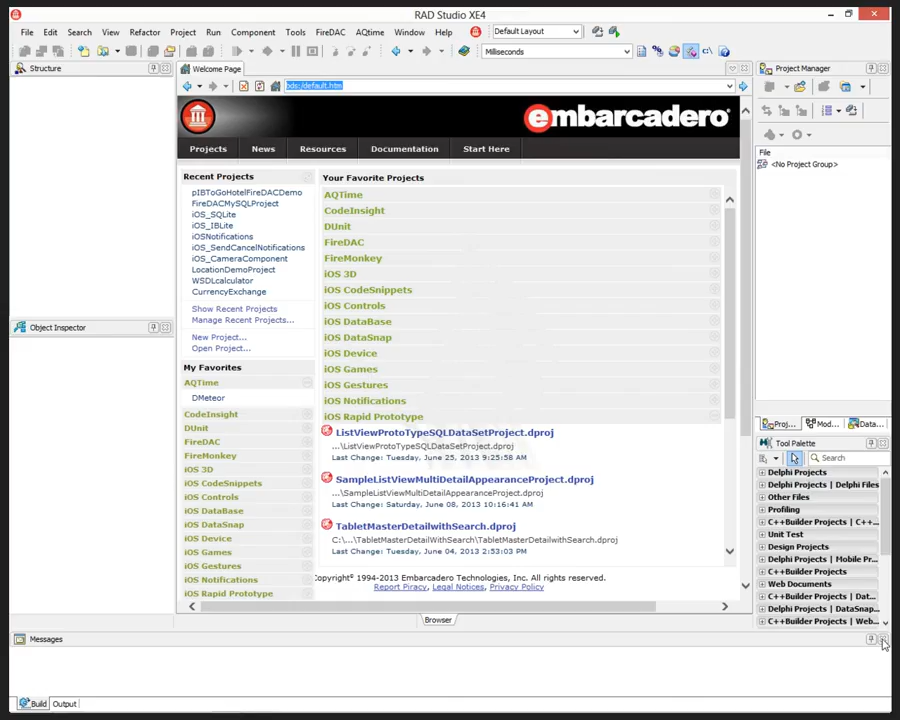 RAD Studio XE4
File Edit Search View Refactor Project Run Component Tools FireDAC AQtime Window Help Default Layout
Milliseconds
Structure
Welcome Page
Project Manager
bds:/default.htm
embarcadero
Projects News Resources Documentation Start Here
File
<No Project Group>
Recent Projects
pIBToGoHotelFireDACDemo
FireDACMySQLProject
iOS_SQLite
iOS_IBLite
iOSNotifications
iOS_SendCancelNotifications
iOS_CameraComponent
LocationDemoProject
WSDLcalculator
CurrencyExchange
Show Recent Projects
Manage Recent Projects...
New Project...
Open Project...
Your Favorite Projects
AQTime
CodeInsight
DUnit
FireDAC
FireMonkey
iOS 3D
iOS CodeSnippets
iOS Controls
iOS DataBase
iOS DataSnap
iOS Device
iOS Games
iOS Gestures
iOS Notifications
iOS Rapid Prototype
ListViewProtoTypeSQLDataSetProject.dproj
...\ListViewProtoTypeSQLDataSetProject.dproj
Last Change: Tuesday, June 25, 2013 9:25:58 AM
SampleListViewMultiDetailAppearanceProject.dproj
...\SampleListViewMultiDetailAppearanceProject.dproj
Last Change: Saturday, June 08, 2013 10:16:41 AM
TabletMasterDetailwithSearch.dproj
C:\...\TabletMasterDetailWithSearch\TabletMasterDetailwithSearch.dproj
Last Change: Tuesday, June 04, 2013 2:53:03 PM
Object Inspector
My Favorites
AQTime
DMeteor
CodeInsight
DUnit
FireDAC
FireMonkey
iOS 3D
iOS CodeSnippets
iOS Controls
iOS DataBase
iOS DataSnap
iOS Device
iOS Games
iOS Gestures
iOS Notifications
iOS Rapid Prototype
Copyright© 1994-2013 Embarcadero Technologies, Inc. All rights reserved.
Report Piracy, Legal Notices, Privacy Policy
Browser
Proj... Mod... Data...
Tool Palette
Search
Delphi Projects
Delphi Projects | Delphi Files
Other Files
Profiling
C++Builder Projects | C++...
Unit Test
Design Projects
Delphi Projects | Mobile Pr...
C++Builder Projects
Web Documents
C++Builder Projects | Dat...
Delphi Projects | DataSnap...
C++Builder Projects | Web...
Messages
Build Output